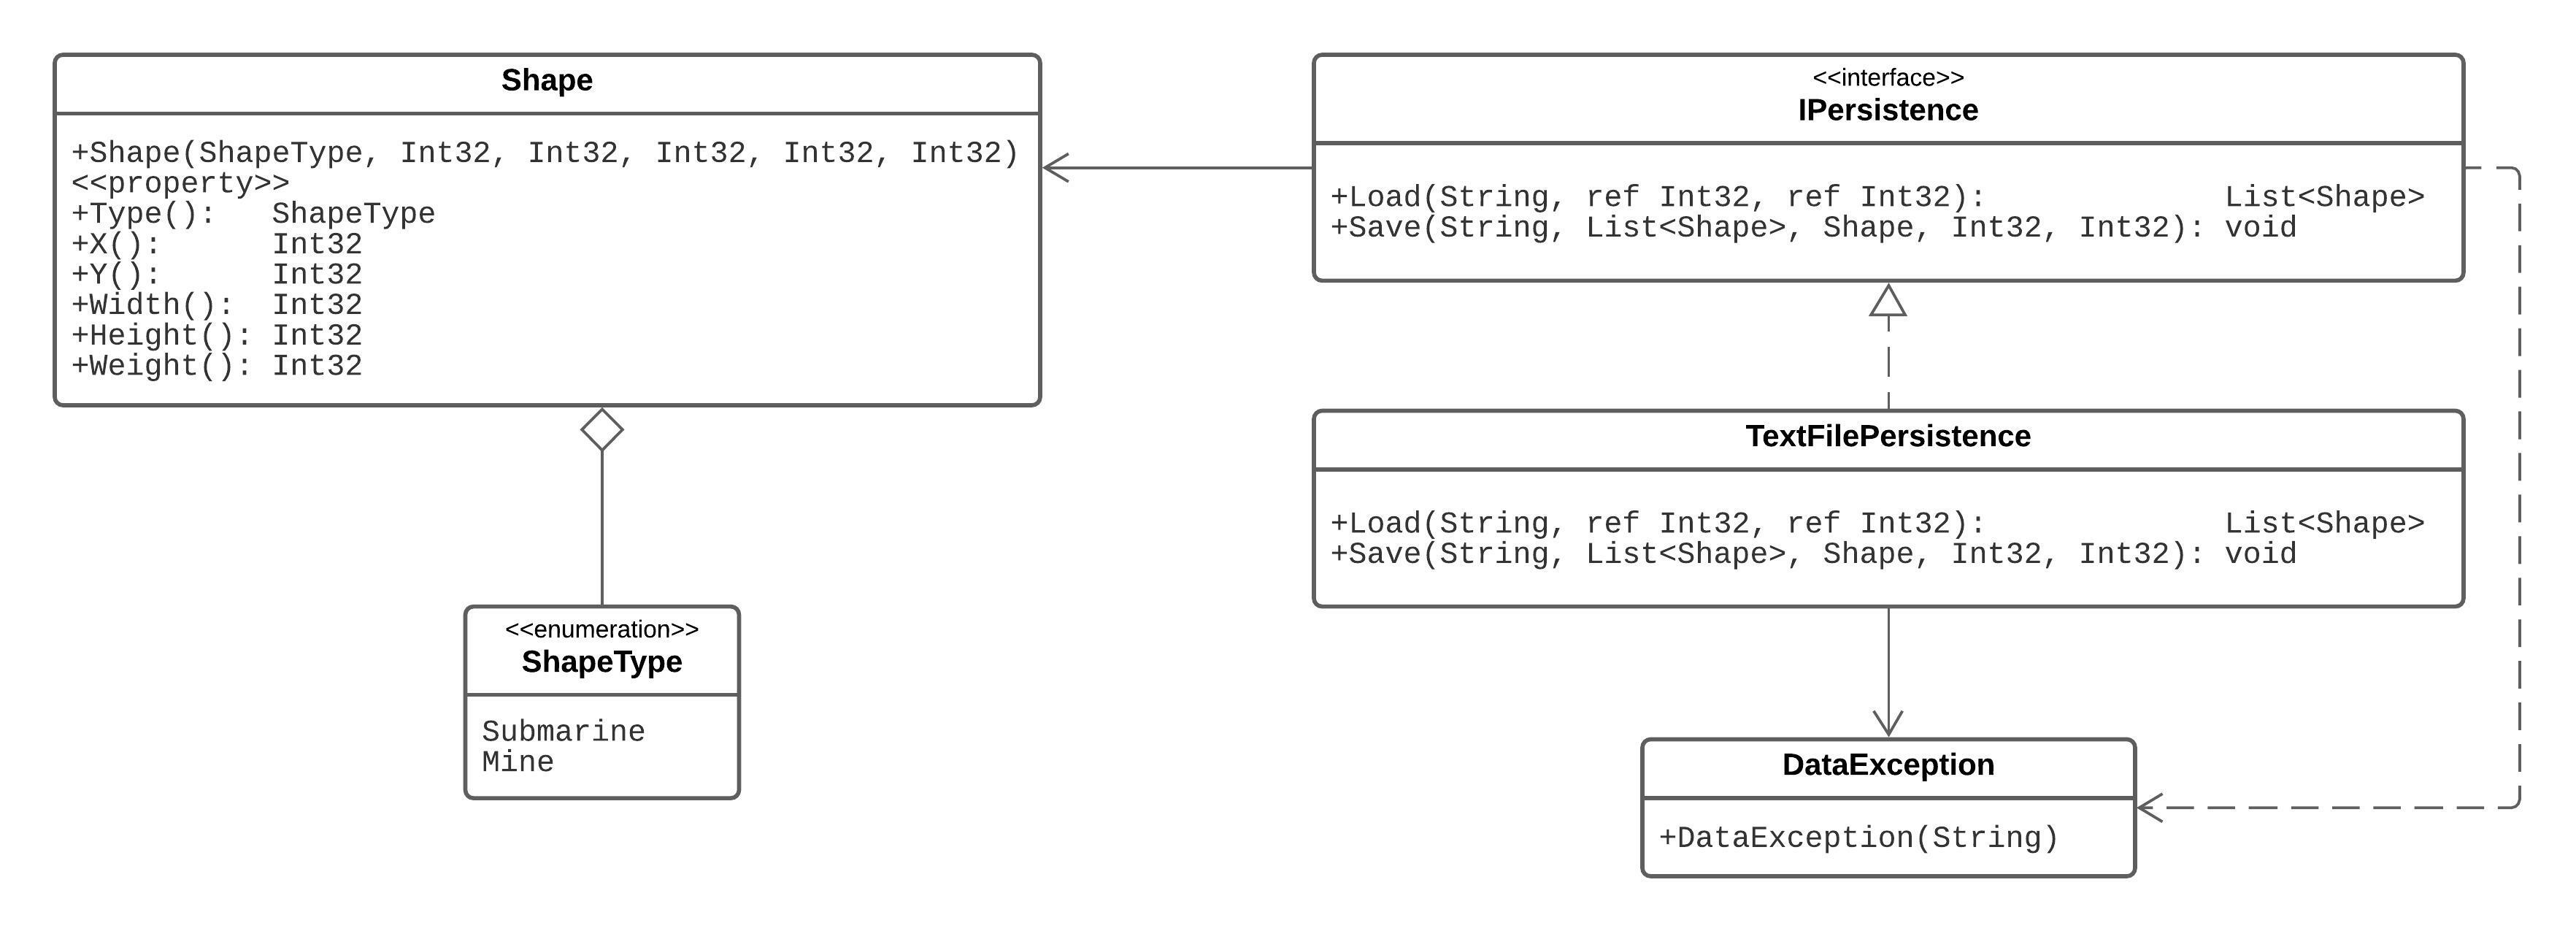 Shape
+Shape(ShapeType, Int32, Int32, Int32, Int32, Int32)
<<property>>
+Type():   ShapeType
+X():      Int32
+Y():      Int32
+Width():  Int32
+Height(): Int32
+Weight(): Int32
<<interface>>
IPersistence
+Load(String, ref Int32, ref Int32):             List<Shape>
+Save(String, List<Shape>, Shape, Int32, Int32): void
TextFilePersistence
+Load(String, ref Int32, ref Int32):             List<Shape>
+Save(String, List<Shape>, Shape, Int32, Int32): void
<<enumeration>>
ShapeType
Submarine
Mine
DataException
+DataException(String)